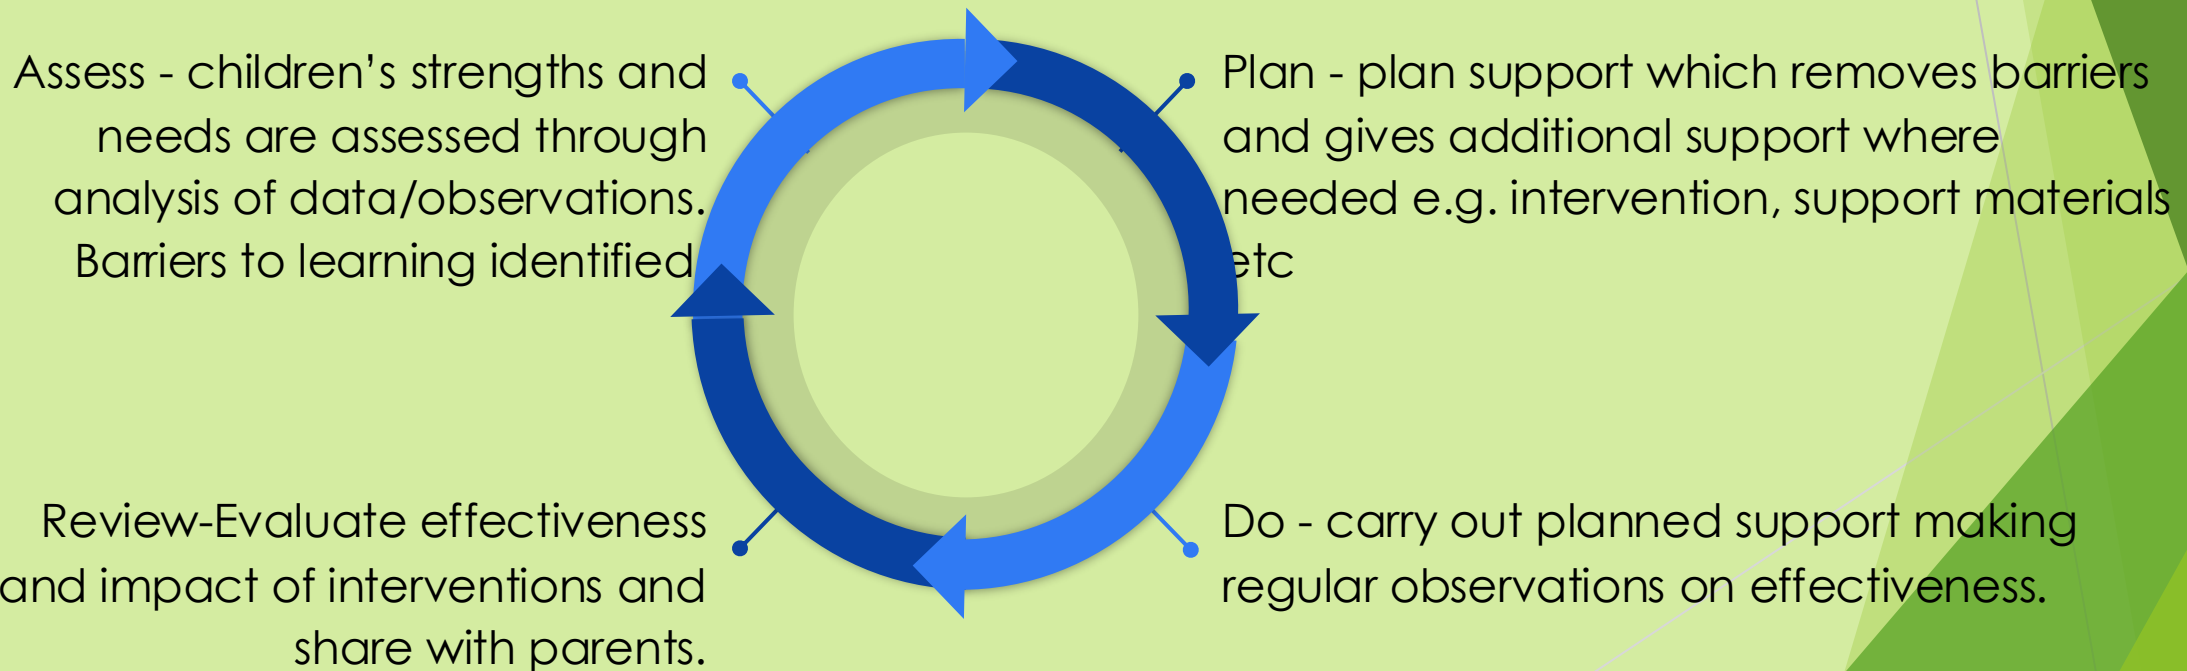 Assess - children’s strengths and
needs are assessed through
analysis of data/observations.
Barriers to learning identified.
Plan - plan support which removes barriers
and gives additional support where
needed e.g. intervention, support materials
etc
Do - carry out planned support making
regular observations on effectiveness.
Review-Evaluate effectiveness
and impact of interventions and
share with parents.